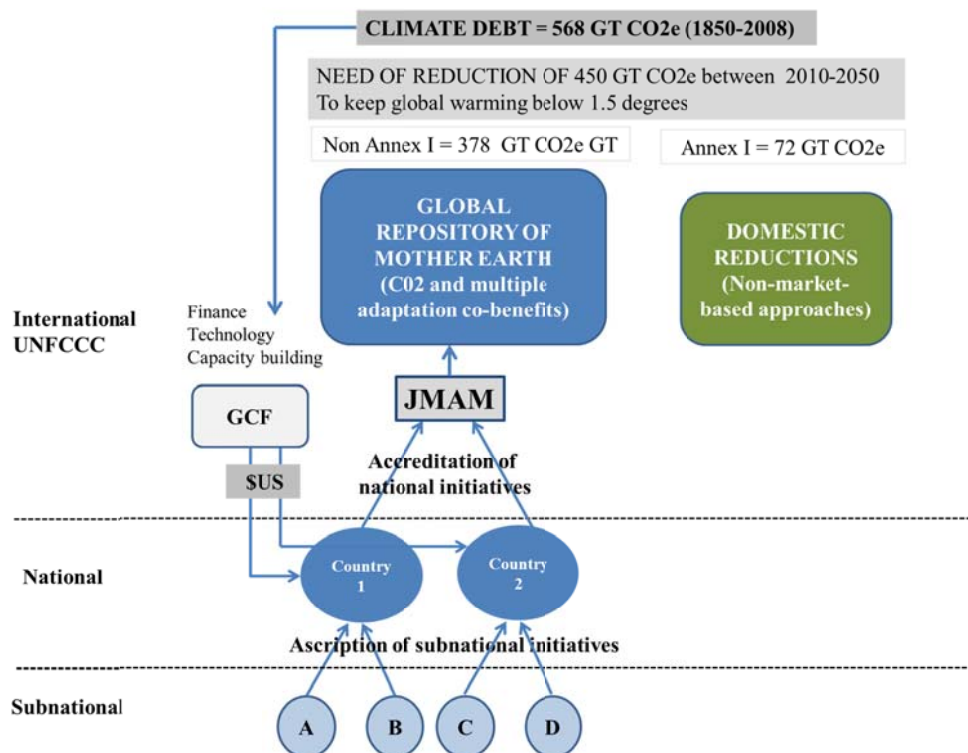 CLIMATE DEBT = 568 GT CO2e (1850-2008)
NEED OF REDUCTION OF 450 GT CO2e between 2010-2050
To keep global warming below 1.5 degrees
Non Annex I = 378 GT CO2e GT
Annex I = 72 GT CO2e
GLOBAL
REPOSITORY OF
MOTHER EARTH
(C02 and multiple
adaptation co-benefits)
DOMESTIC
REDUCTIONS
(Non-market-
based approaches)
International
UNFCCC
Finance
Technology
Capacity building
JMAM
GCF
$US
Accreditation of
national initiatives
National
Country
1
Country
2
Ascription of subnational initiatives
Subnational
A
B
C
D